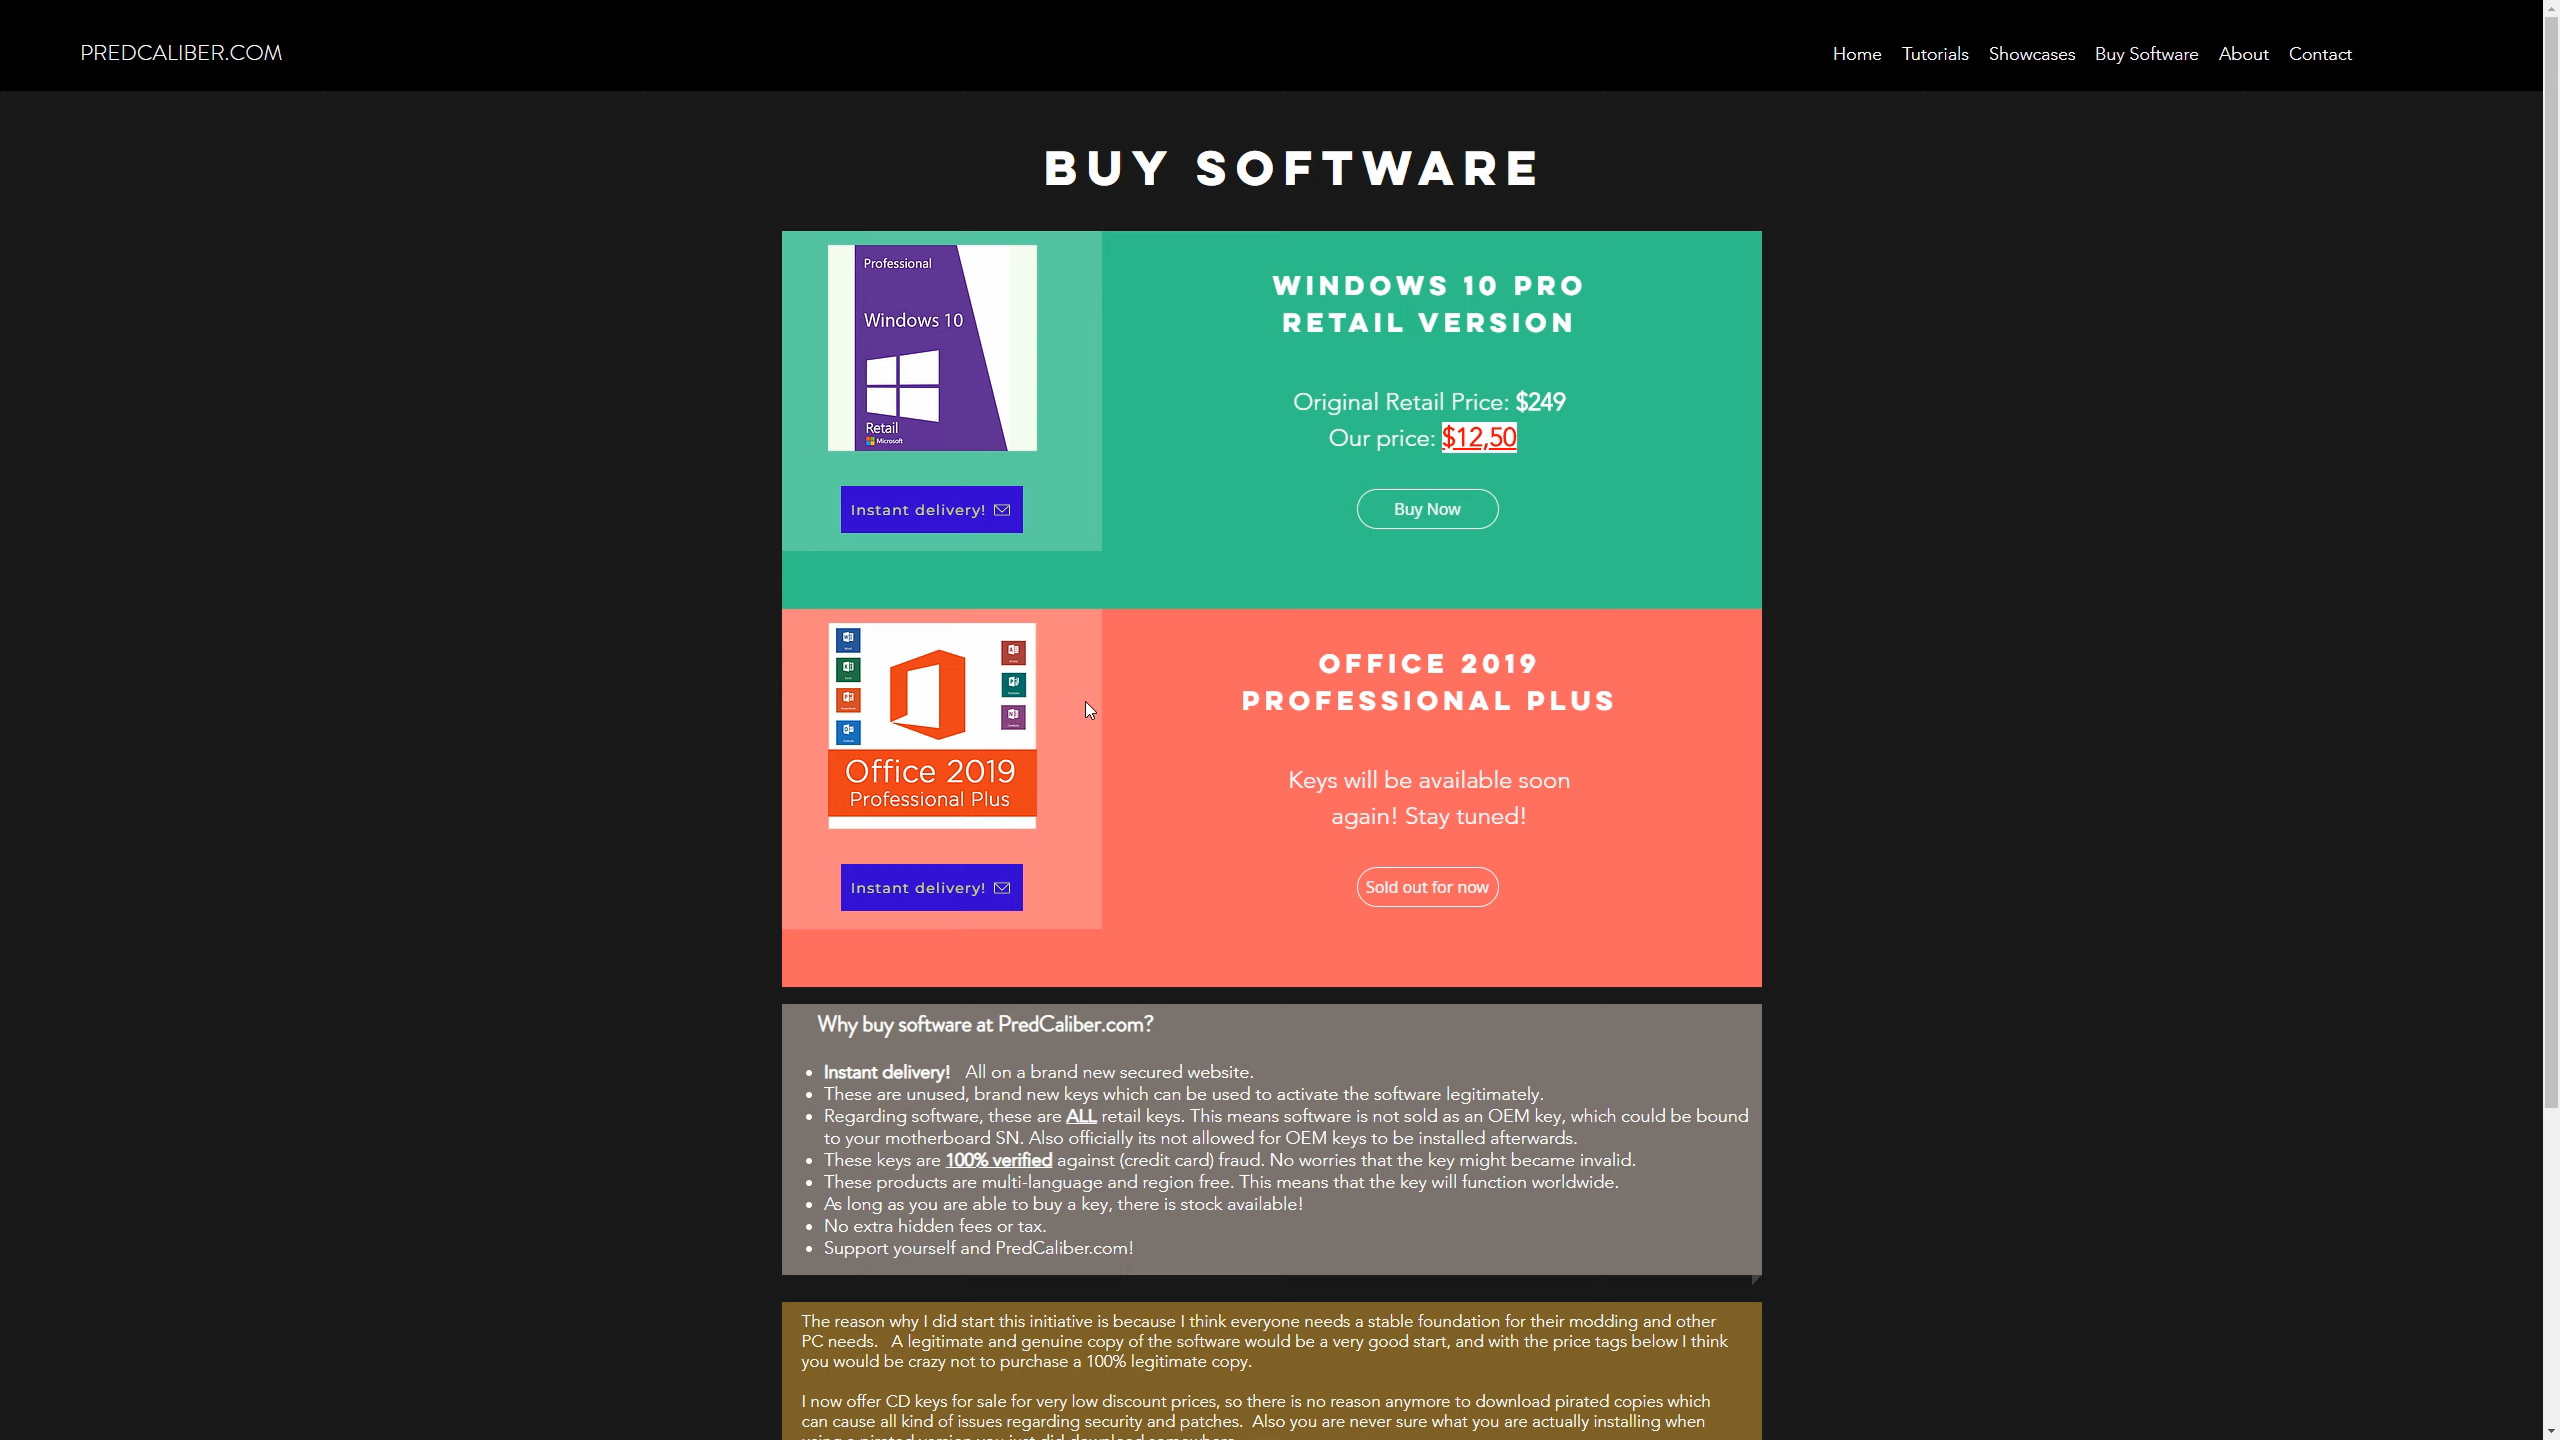 PREDCALIBER.COM
Home Tutorials Showcases Buy Software About Contact
BUY SOFTWARE
Professional
Windows 10
Retail
Microsoft
Instant delivery!
WINDOWS 10 PRO
RETAIL VERSION
Original Retail Price: $249
Our price: $12,50
Buy Now
Office 2019
Professional Plus
Instant delivery!
OFFICE 2019
PROFESSIONAL PLUS
Keys will be available soon
again! Stay tuned!
Sold out for now
Why buy software at PredCaliber.com?
Instant delivery! All on a brand new secured website.
These are unused, brand new keys which can be used to activate the software legitimately.
Regarding software, these are ALL retail keys. This means software is not sold as an OEM key, which could be bound
to your motherboard SN. Also officially its not allowed for OEM keys to be installed afterwards.
These keys are 100% verified against (credit card) fraud. No worries that the key might became invalid.
These products are multi-language and region free. This means that the key will function worldwide.
As long as you are able to buy a key, there is stock available!
No extra hidden fees or tax.
Support yourself and PredCaliber.com!
The reason why I did start this initiative is because I think everyone needs a stable foundation for their modding and other
PC needs. A legitimate and genuine copy of the software would be a very good start, and with the price tags below I think
you would be crazy not to purchase a 100% legitimate copy.
I now offer CD keys for sale for very low discount prices, so there is no reason anymore to download pirated copies which
can cause all kind of issues regarding security and patches. Also you are never sure what you are actually installing when